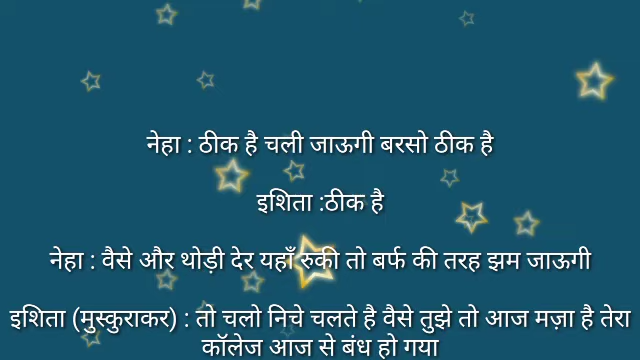 नेहा : ठीक है चली जाऊगी बरसो ठीक है
इशिता :ठीक है
नेहा : वैसे और थोड़ी देर यहाँ रुकी तो बर्फ की तरह झम जाऊगी
इशिता (मुस्कुराकर) : तो चलो निचे चलते है वैसे तुझे तो आज मज़ा है तेरा
कॉलेज आज से बंध हो गया